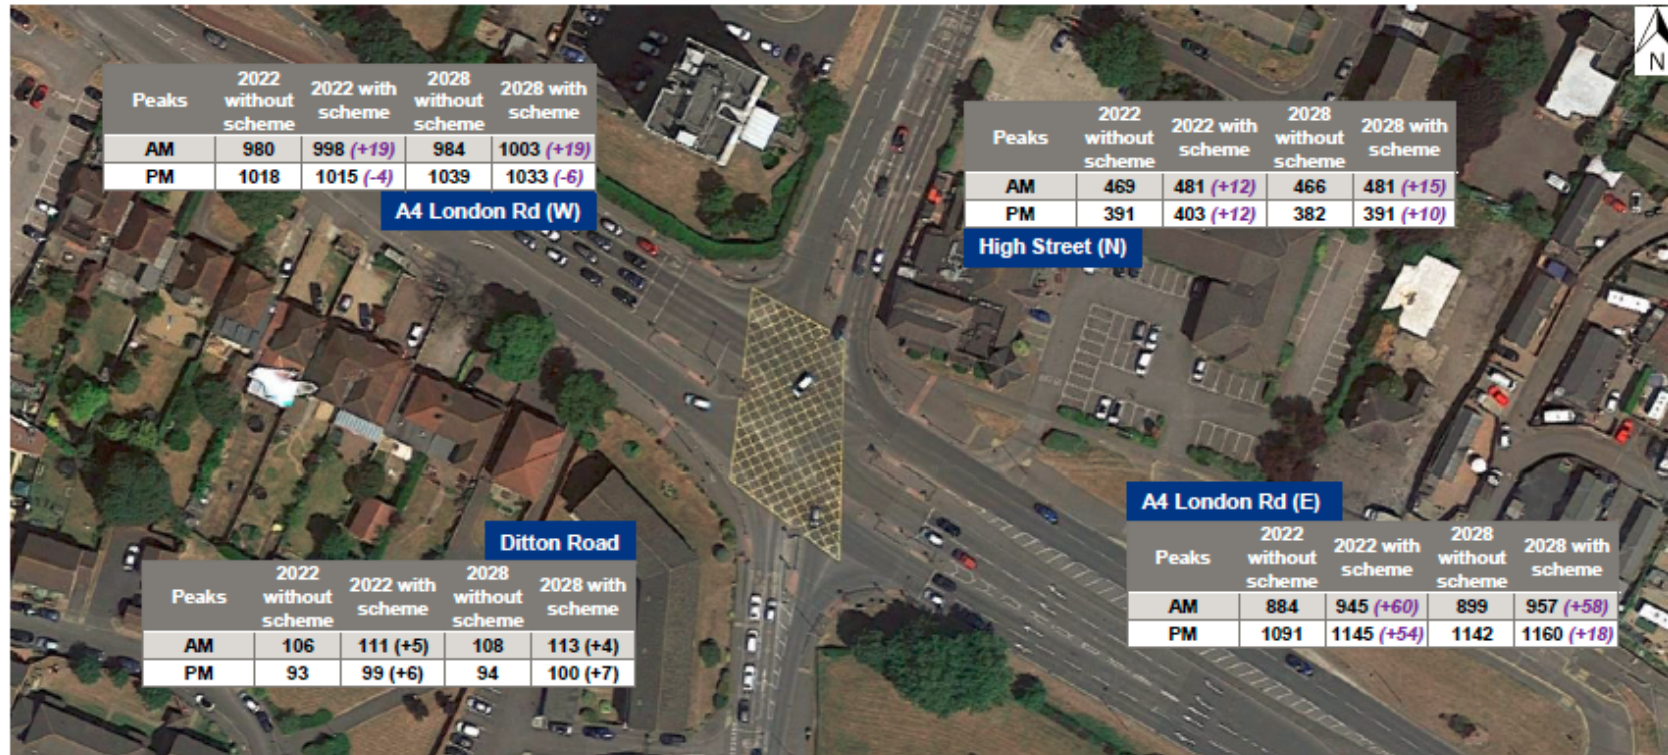 N
2022 2022 with 2028 2028 with
Peaks without scheme without scheme
scheme scheme
AM 980 998 (+19) 984 1003 (+19)
PM 1018 1015 (-4) 1039 1033 (-6)
A4 London Rd (W)
2022 2022 with 2028 2028 with
Peaks without scheme without scheme
scheme scheme
AM 469 481 (+12) 466 481 (+15)
PM 391 403 (+12) 382 391 (+10)
High Street (N)
Ditton Road
2022 2022 with 2028 2028 with
Peaks without scheme without scheme
scheme scheme
AM 106 111 (+5) 108 113 (+4)
PM 93 99 (+6) 94 100 (+7)
A4 London Rd (E)
2022 2022 with 2028 2028 with
Peaks without scheme without scheme
scheme scheme
AM 884 945 (+60) 899 957 (+58)
PM 1091 1145 (+54) 1142 1160 (+18)